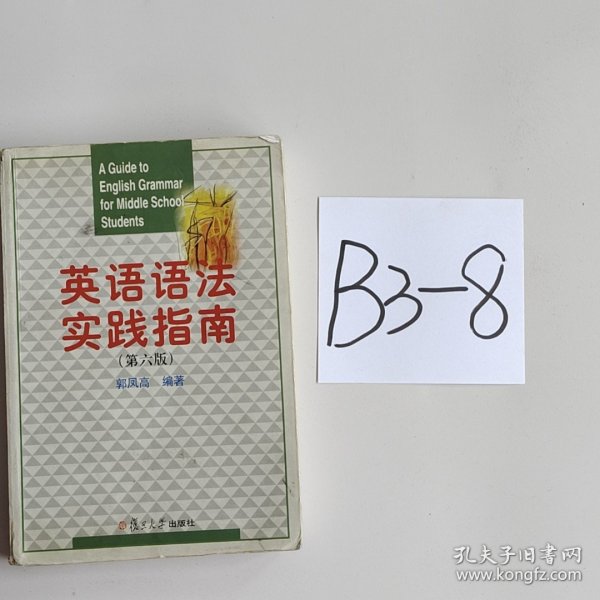 A Guide to
English Grammar
for Middle School
Students
英语语法
实践指南
(第六版)
郭凤高 编著
复旦大学出版社
B3-8
孔夫子旧书网
www.kongfz.com